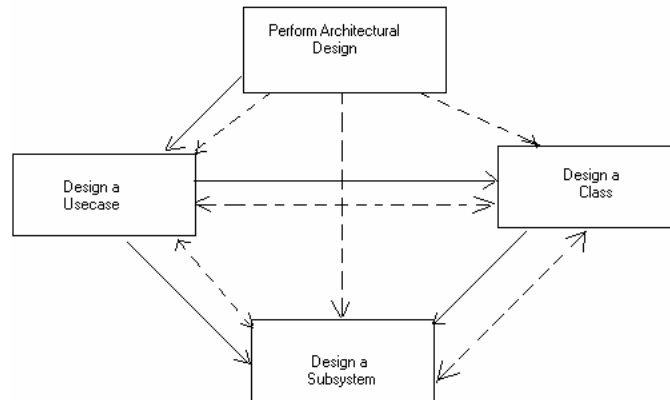 Perform Architectural
Design
Design a
Usecase
Design a
Class
Design a
Subsystem